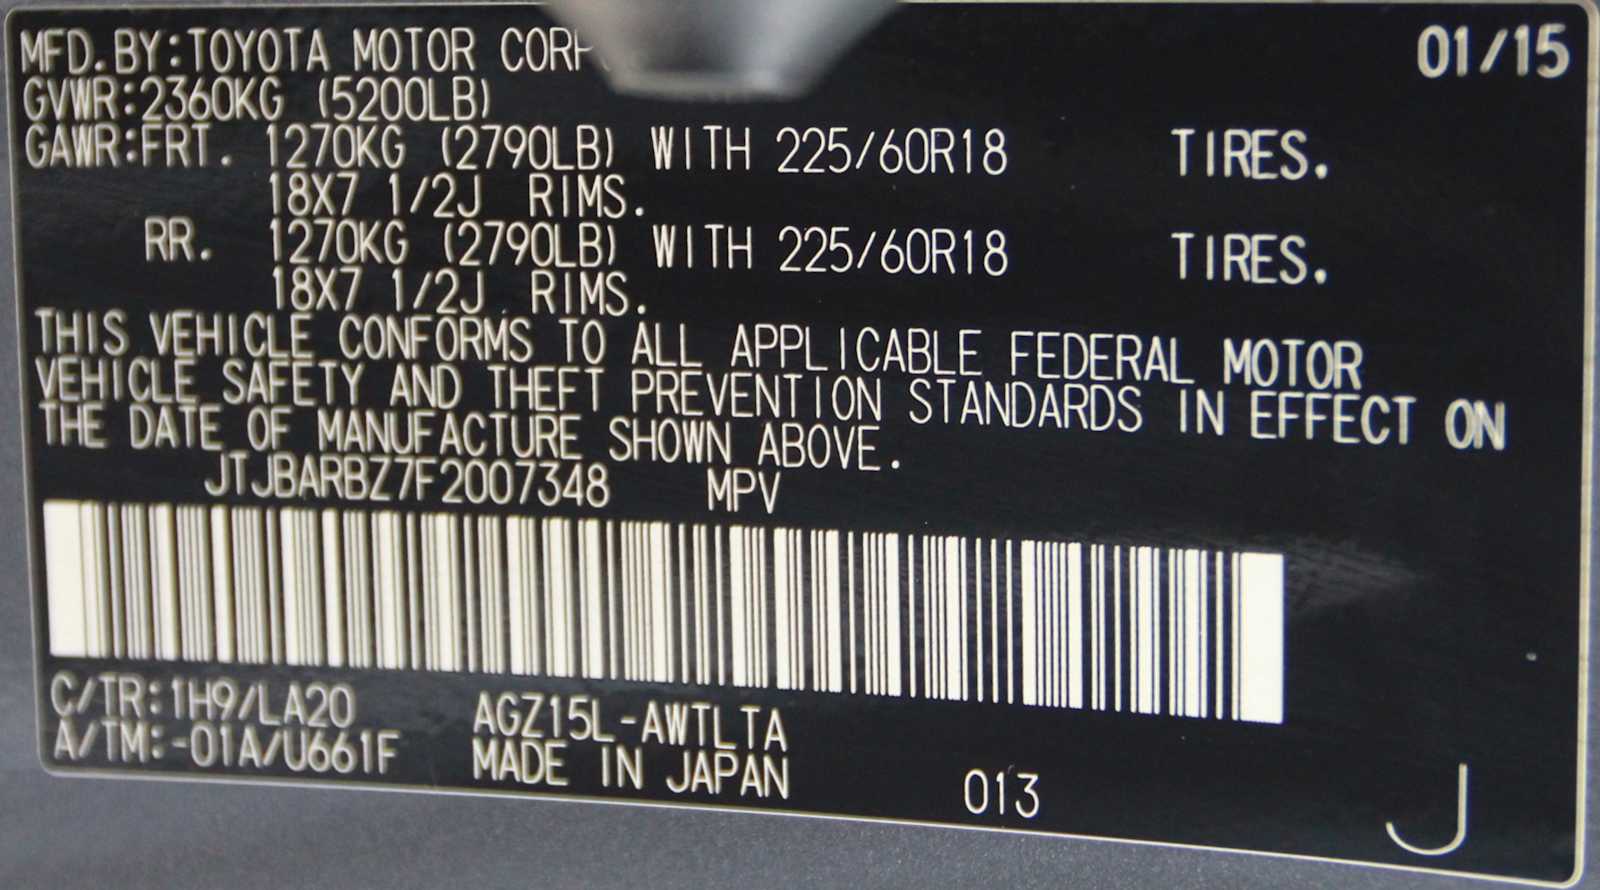 MFD.BY:TOYOTA MOTOR 01/15
GVWR:2360KG (5200LB)
GAWR:FRT. 1270KG (2790LB) WITH 225/60R18 TIRES.
18X7 1/2J RIMS.
RR. 1270KG (2790LB) WITH 225/60R18 TIRES.
18X7 1/2J RIMS.
THIS VEHICLE CONFORMS TO ALL APPLICABLE FEDERAL MOTOR
VEHICLE SAFETY AND THEFT PREVENTION STANDARDS IN EFFECT ON
THE DATE OF MANUFACTURE SHOWN ABOVE.
JTJBARBZ7F2007348 MPV
C/TR:1H9/LA20 AGZ15L-AWTLTA
A/TM:-01A/U661F MADE IN JAPAN
013
J